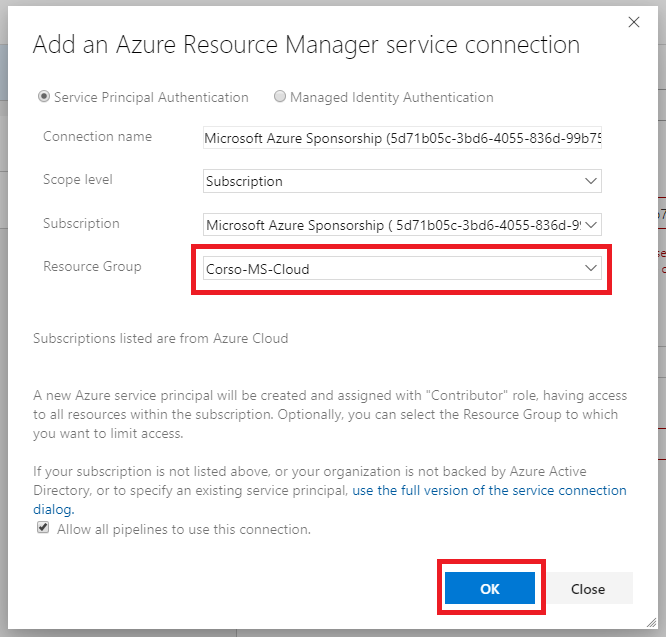 Add an Azure Resource Manager service connection
Service Principal Authentication Managed Identity Authentication
Connection name Microsoft Azure Sponsorship (5d71b05c-3bd6-4055-836d-99b75
Scope level Subscription
Subscription Microsoft Azure Sponsorship ( 5d71b05c-3bd6-4055-836d-99
Resource Group Corso-MS-Cloud
Subscriptions listed are from Azure Cloud
A new Azure service principal will be created and assigned with "Contributor" role, having access
to all resources within the subscription. Optionally, you can select the Resource Group to which
you want to limit access.
If your subscription is not listed above, or your organization is not backed by Azure Active
Directory, or to specify an existing service principal, use the full version of the service connection
dialog.
Allow all pipelines to use this connection.
OK Close